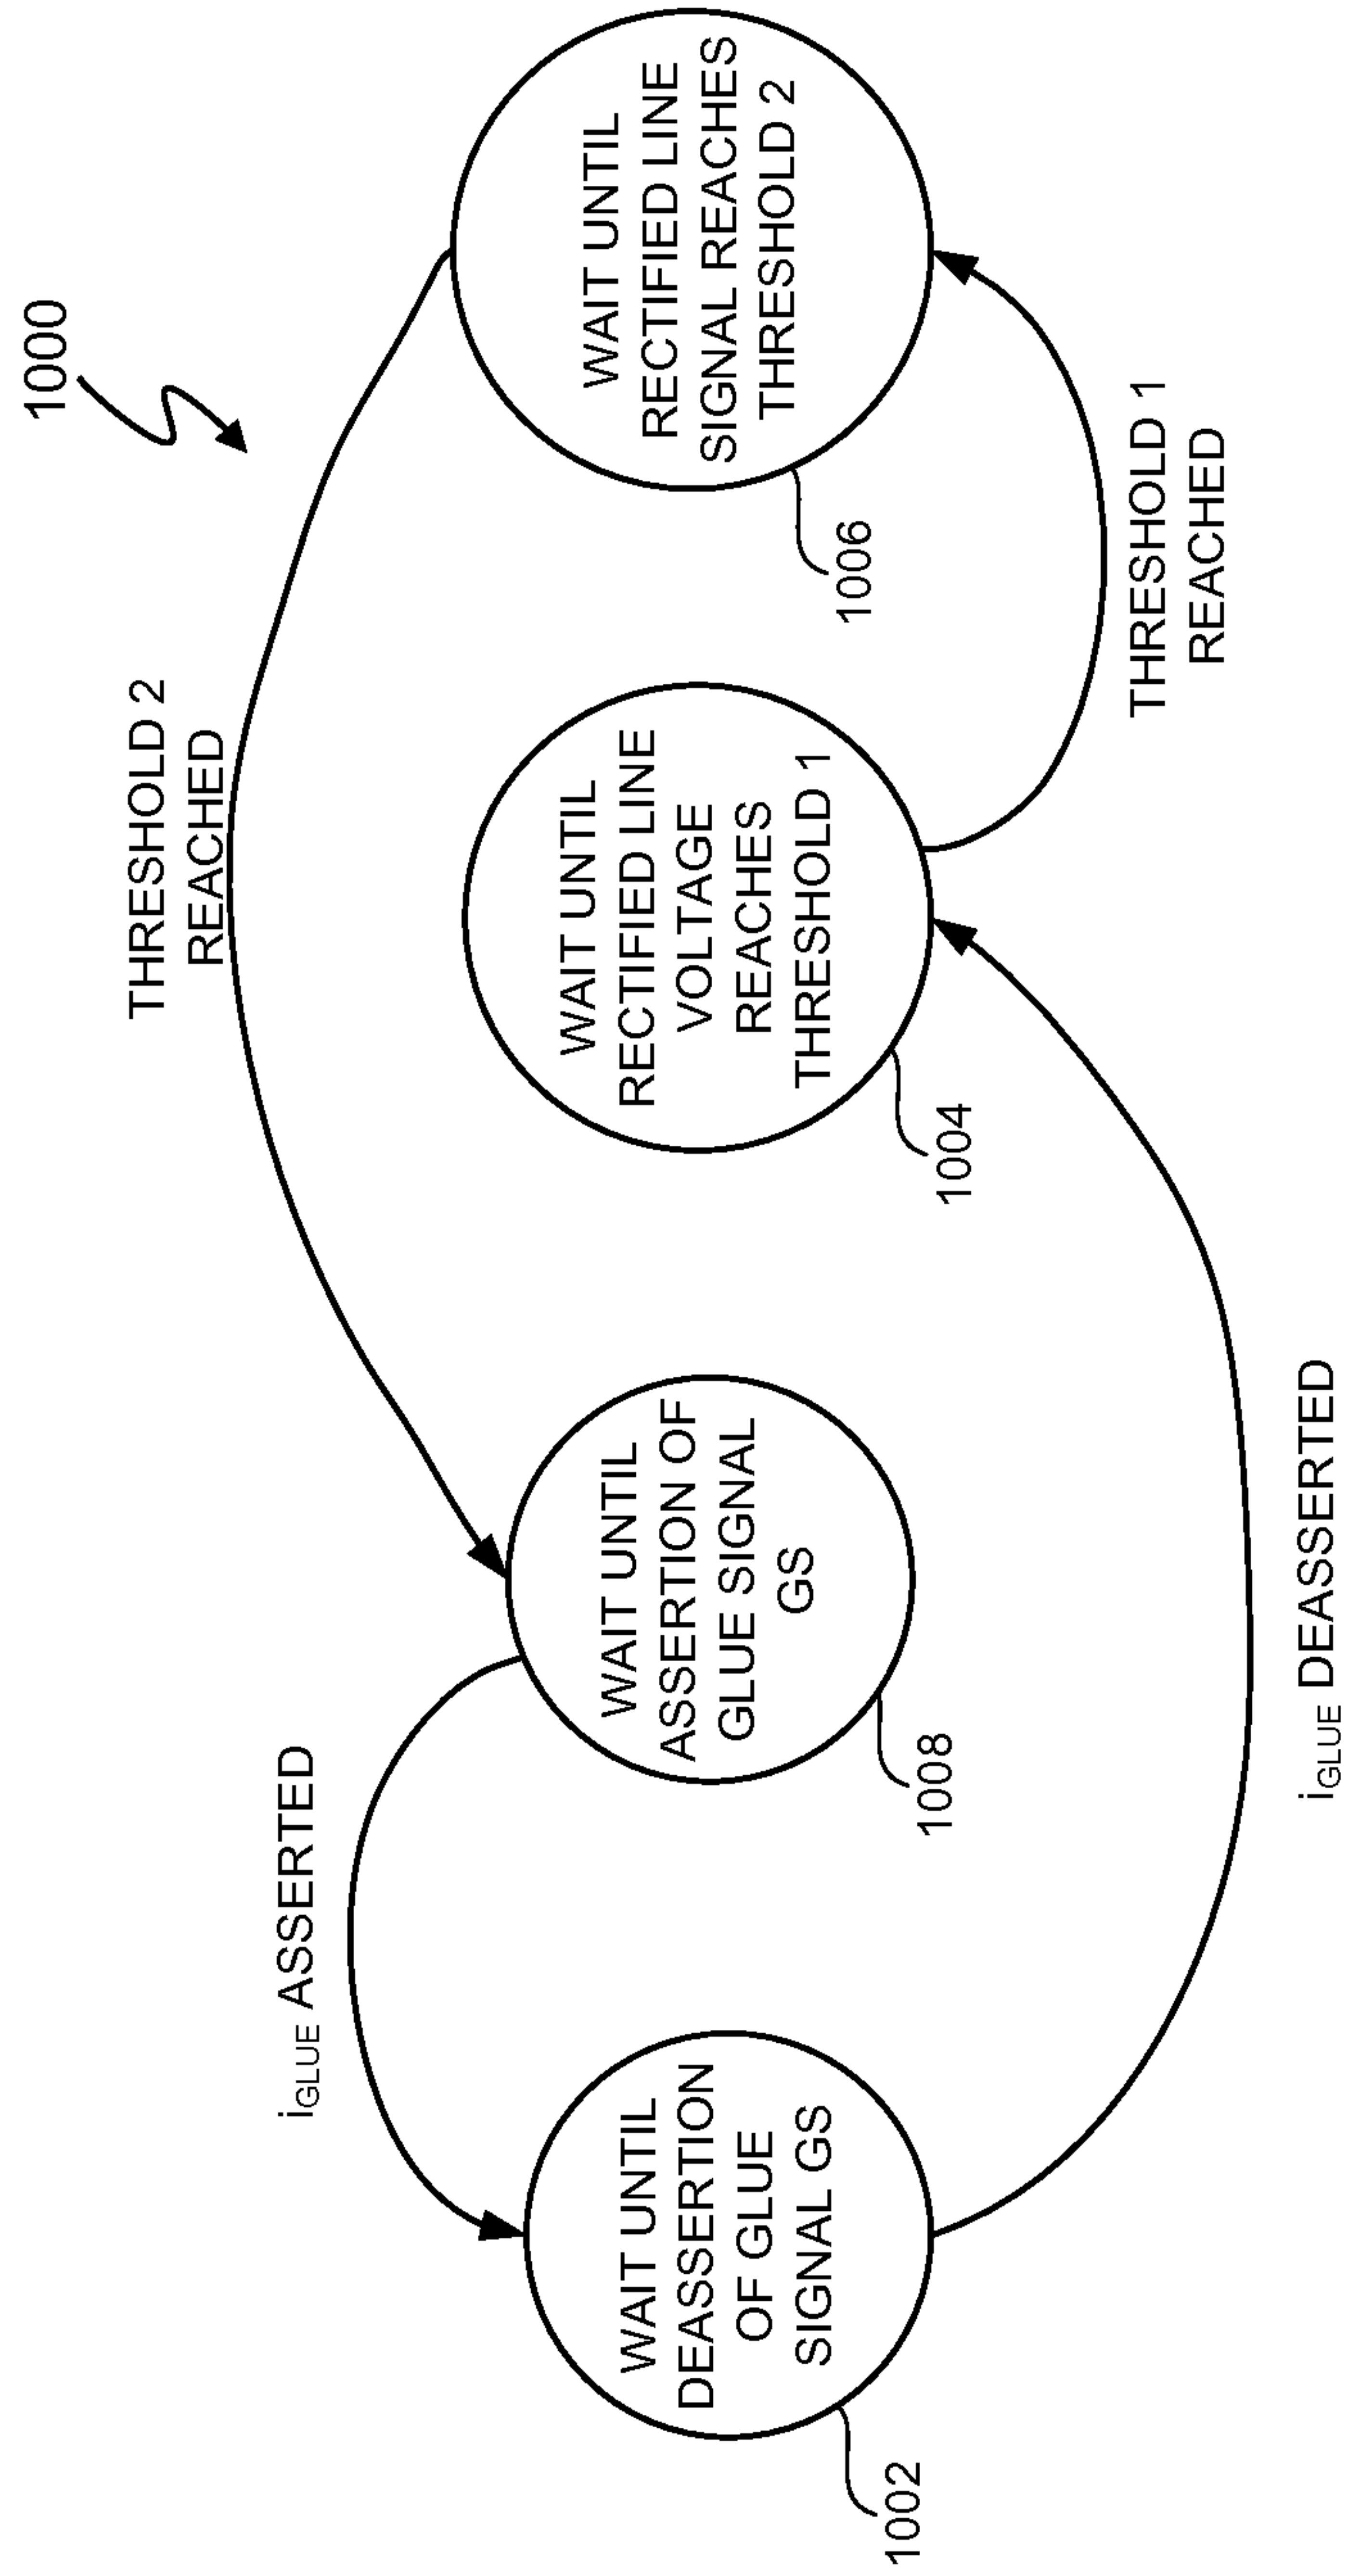 1000
THRESHOLD 2
REACHED
iGLUE ASSERTED
WAIT UNTIL
DEASSERTION
OF GLUE
SIGNAL GS
1002
WAIT UNTIL
ASSERTION OF
GLUE SIGNAL
GS
1008
WAIT UNTIL
RECTIFIED LINE
VOLTAGE
REACHES
THRESHOLD 1
1004
WAIT UNTIL
RECTIFIED LINE
SIGNAL REACHES
THRESHOLD 2
1006
THRESHOLD 1
REACHED
iGLUE DEASSERTED